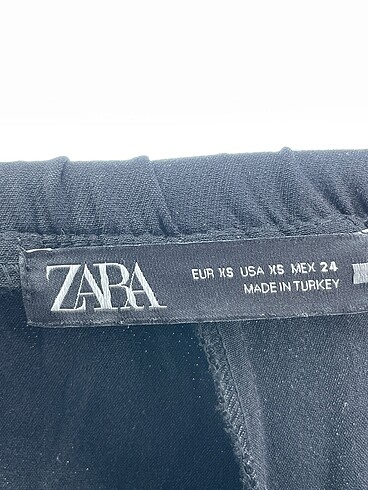 ZARA
EUR XS USA XS MEX 24
MADE IN TURKEY